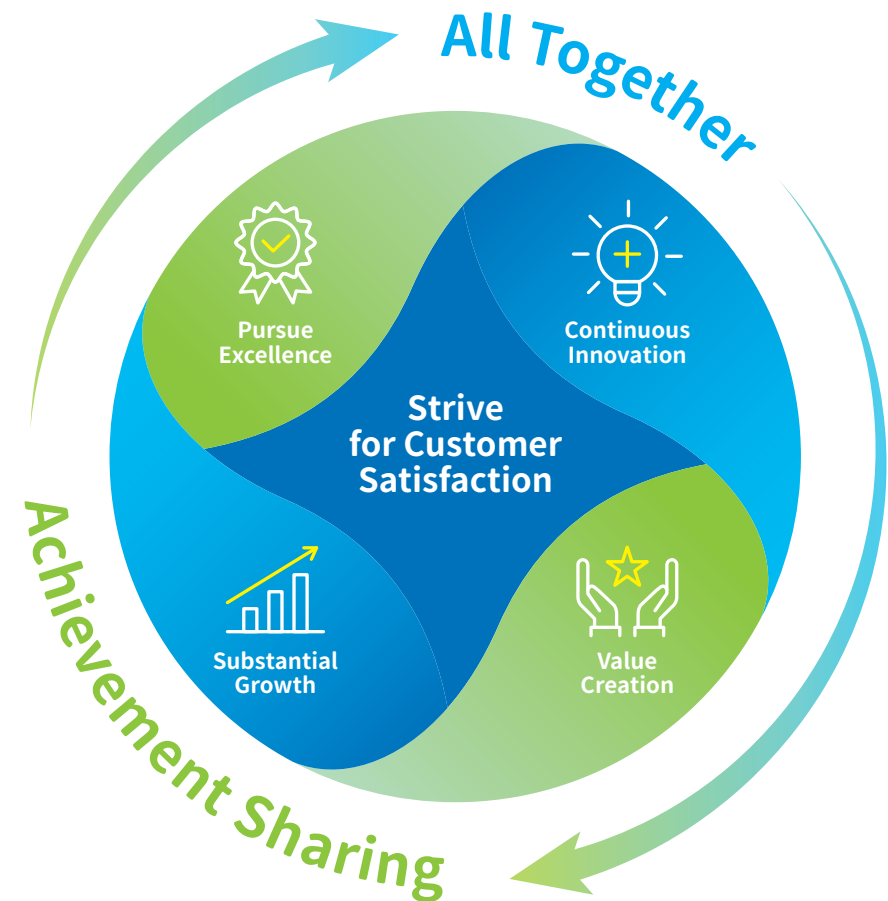 All Together
Pursue
Excellence
Continuous
Innovation
Strive
for Customer
Satisfaction
Substantial
Growth
Value
Creation
Achievement Sharing